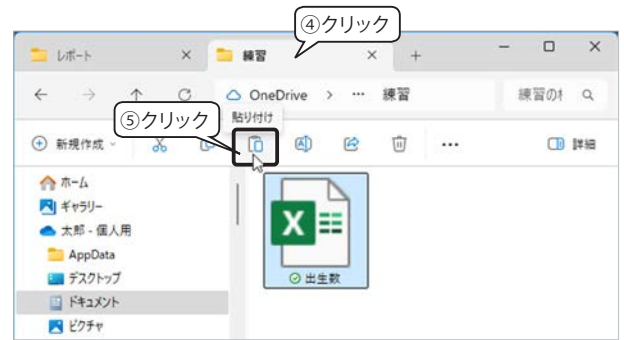 ④クリック
レポート
練習
OneDrive > … 練習
練習の検
⑤クリック
貼り付け
新規作成
詳細
ホーム
ギャラリー
太郎 - 個人用
AppData
デスクトップ
ドキュメント
ピクチャ
X
出生数